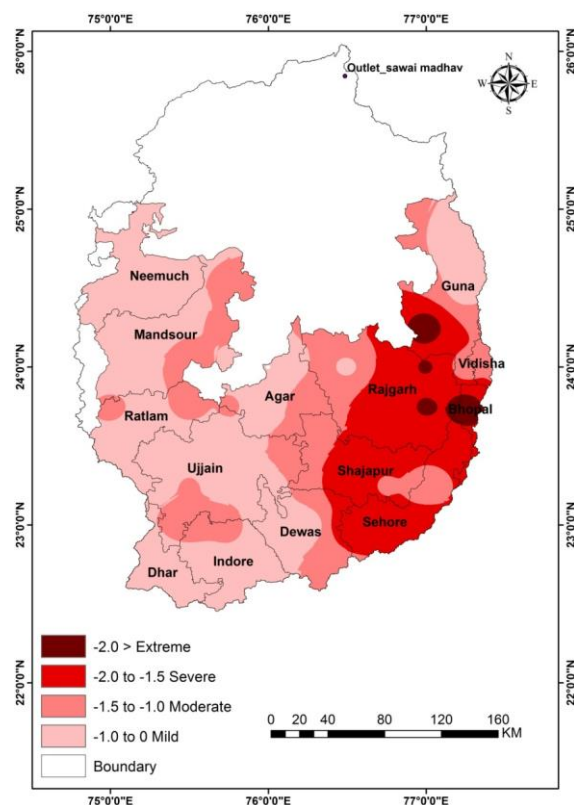 75°0'0"E 76°0'0"E 77°0'0"E
26°0'0"N 26°0'0"N
Outlet_sawai madhav
N
W E
S
25°0'0"N 25°0'0"N
Neemuch
Guna
Mandsour
24°0'0"N 24°0'0"N
Vidisha
Rajgarh
Agar
Bhopal
Ratlam
Ujjain
Shajapur
23°0'0"N 23°0'0"N
Sehore
Dewas
Indore
Dhar
-2.0 > Extreme
-2.0 to -1.5 Severe
22°0'0"N 22°0'0"N
-1.5 to -1.0 Moderate
-1.0 to 0 Mild
Boundary
0 20 40 80 120 160
KM
75°0'0"E 76°0'0"E 77°0'0"E